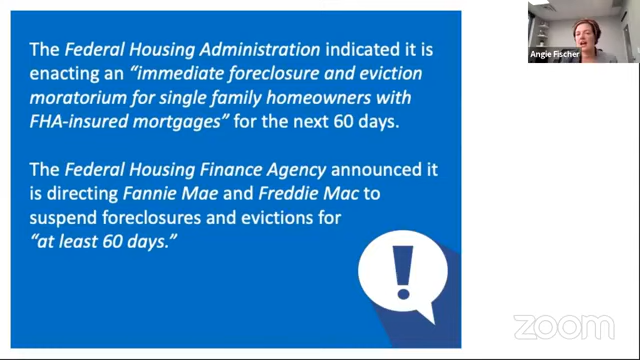 The Federal Housing Administration indicated it is
enacting an “immediate foreclosure and eviction
moratorium for single family homeowners with
FHA-insured mortgages” for the next 60 days.
The Federal Housing Finance Agency announced it
is directing Fannie Mae and Freddie Mac to
suspend foreclosures and evictions for
“at least 60 days.”
!
Angie Fischer
zoom